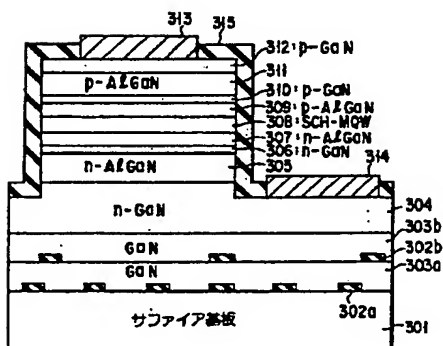 313 315
312: p-GaN
311
p-AlGaN
310: p-GaN
309: p-AlGaN
308: SCH-MQW
307: n-AlGaN
306: n-GaN
305
n-AlGaN
314
n-GaN
304
303b
GaN
302b
303a
GaN
302a
サファイア基板
301